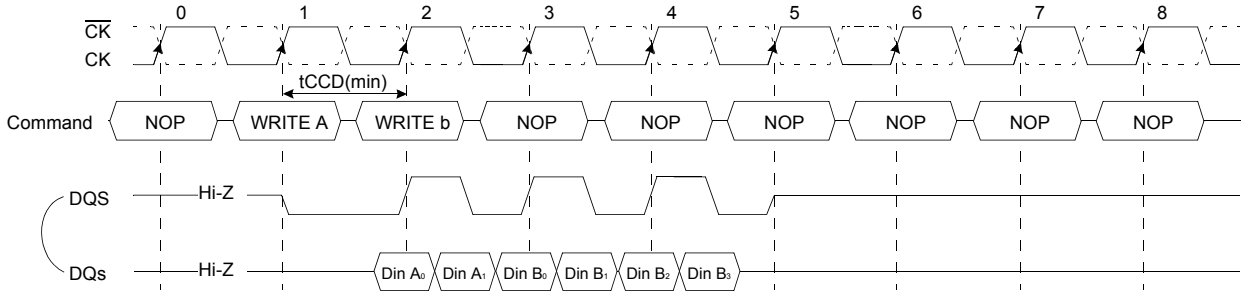 0 1 2 3 4 5 6 7 8
CK
CK
tCCD(min)
Command NOP WRITE A WRITE b NOP NOP NOP NOP NOP NOP
DQS Hi-Z
DQs Hi-Z Din A₀ Din A₁ Din B₀ Din B₁ Din B₂ Din B₃